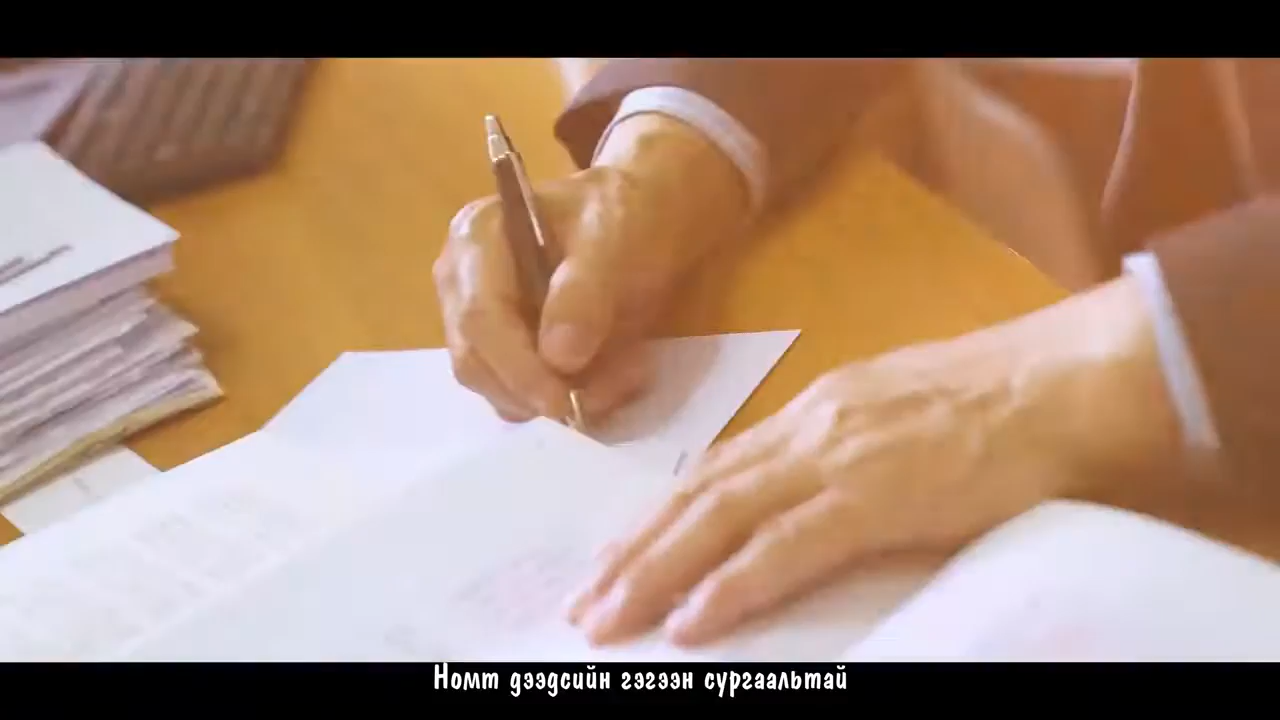 Номт дээдсийн гэгээн сургаальтай